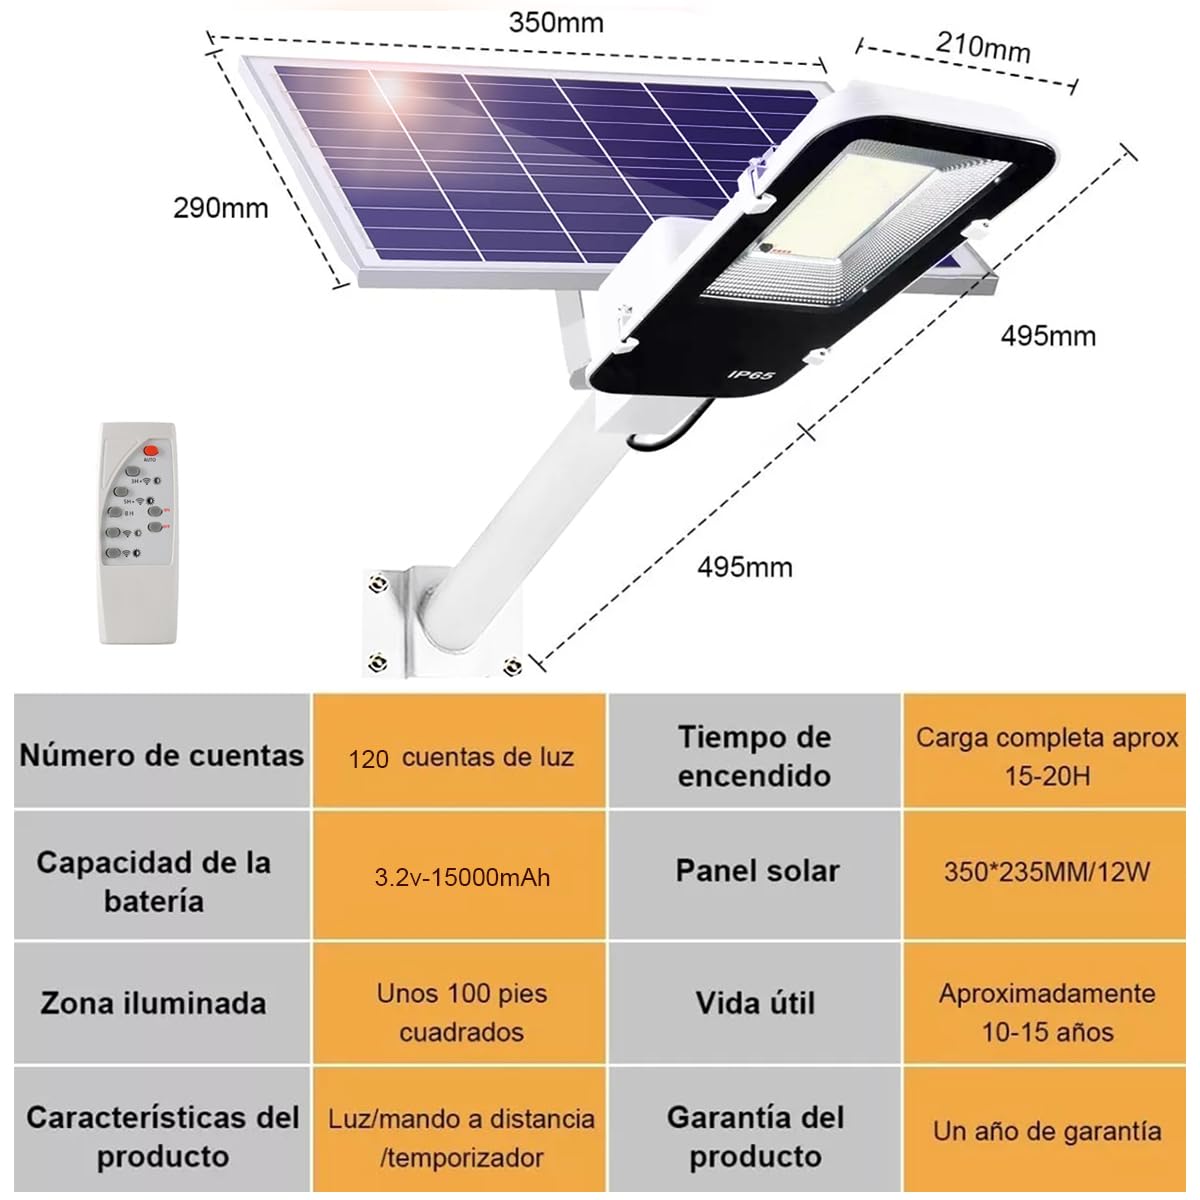 350mm
210mm
290mm
495mm
IP65
495mm
AUTO
3H+
5H+
8H
Número de cuentas
120 cuentas de luz
Tiempo de
encendido
Carga completa aprox
15-20H
Capacidad de la
batería
3.2v-15000mAh
Panel solar
350*235MM/12W
Zona iluminada
Unos 100 pies
cuadrados
Vida útil
Aproximadamente
10-15 años
Características del
producto
Luz/mando a distancia
/temporizador
Garantía del
producto
Un año de garantía